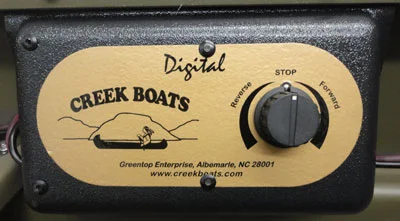 Digital
CREEK BOATS
Reverse STOP Forward
Greentop Enterprise, Albemarle, NC 28001
www.creekboats.com